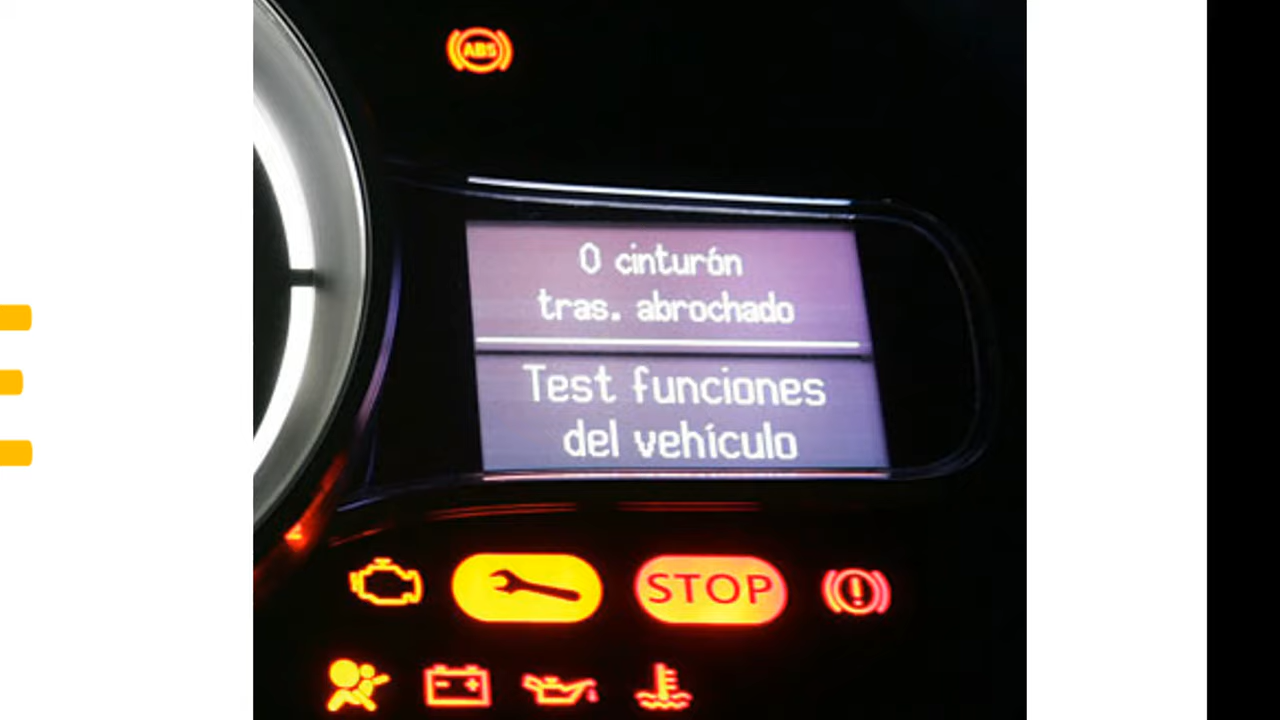 ABS
0 cinturón
tras. abrochado
Test funciones
del vehículo
STOP